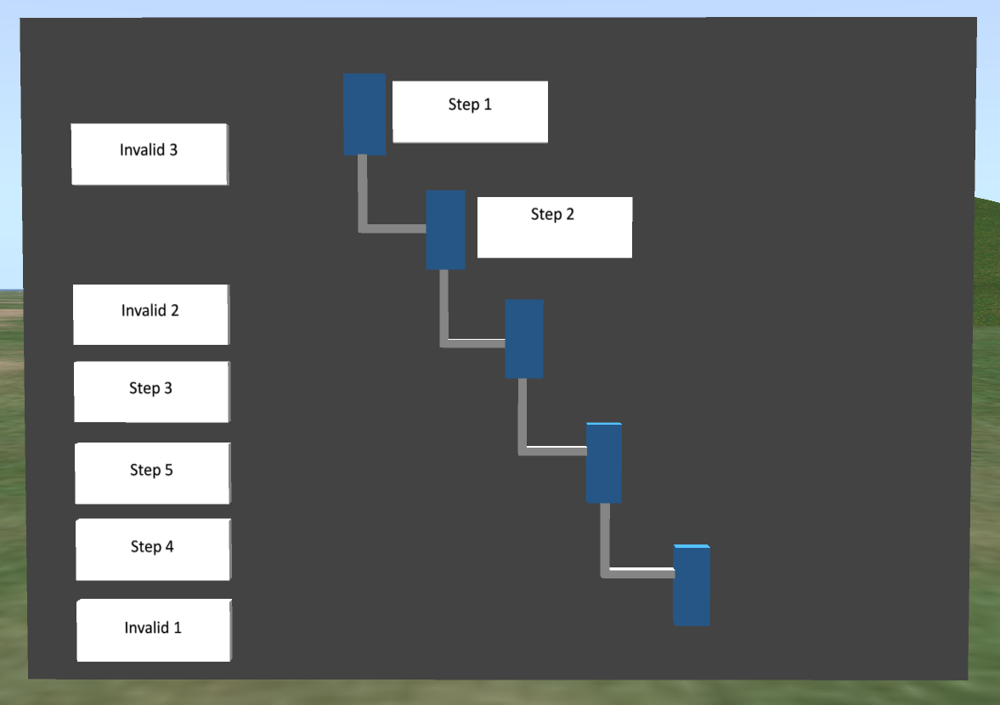 Step 1
Invalid 3
Step 2
Invalid 2
Step 3
Step 5
Step 4
Invalid 1